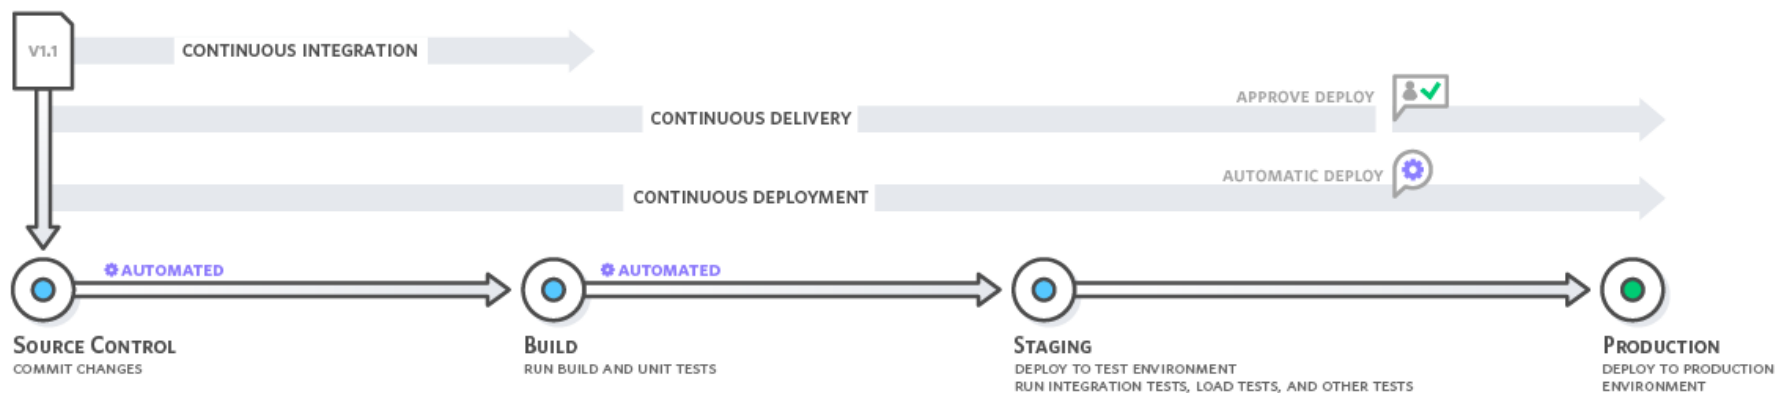 V1.1
CONTINUOUS INTEGRATION
APPROVE DEPLOY
CONTINUOUS DELIVERY
AUTOMATIC DEPLOY
CONTINUOUS DEPLOYMENT
AUTOMATED
AUTOMATED
SOURCE CONTROL
COMMIT CHANGES
BUILD
RUN BUILD AND UNIT TESTS
STAGING
DEPLOY TO TEST ENVIRONMENT
RUN INTEGRATION TESTS, LOAD TESTS, AND OTHER TESTS
PRODUCTION
DEPLOY TO PRODUCTION
ENVIRONMENT